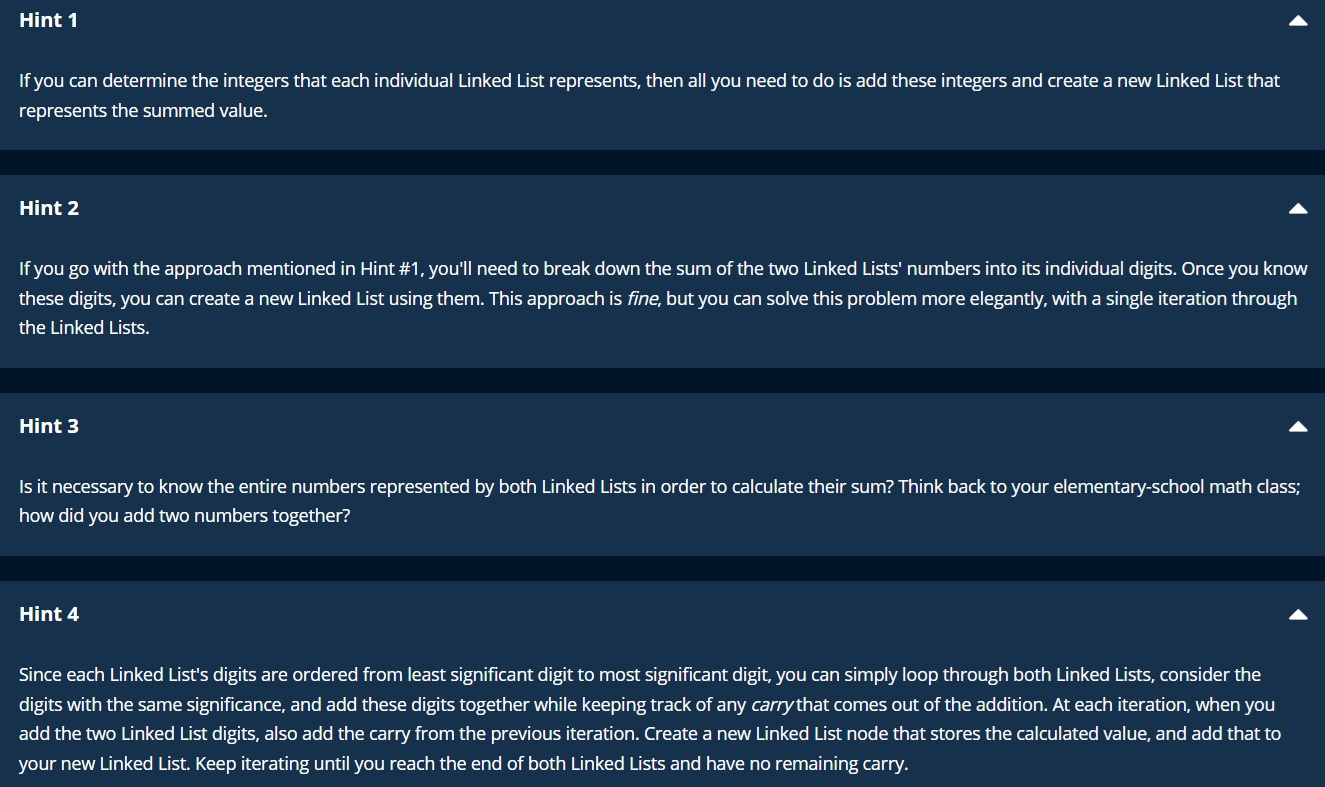 Hint 1
If you can determine the integers that each individual Linked List represents, then all you need to do is add these integers and create a new Linked List that
represents the summed value.
Hint 2
If you go with the approach mentioned in Hint #1, you'll need to break down the sum of the two Linked Lists' numbers into its individual digits. Once you know
these digits, you can create a new Linked List using them. This approach is fine, but you can solve this problem more elegantly, with a single iteration through
the Linked Lists.
Hint 3
Is it necessary to know the entire numbers represented by both Linked Lists in order to calculate their sum? Think back to your elementary-school math class;
how did you add two numbers together?
Hint 4
Since each Linked List's digits are ordered from least significant digit to most significant digit, you can simply loop through both Linked Lists, consider the
digits with the same significance, and add these digits together while keeping track of any carry that comes out of the addition. At each iteration, when you
add the two Linked List digits, also add the carry from the previous iteration. Create a new Linked List node that stores the calculated value, and add that to
your new Linked List. Keep iterating until you reach the end of both Linked Lists and have no remaining carry.